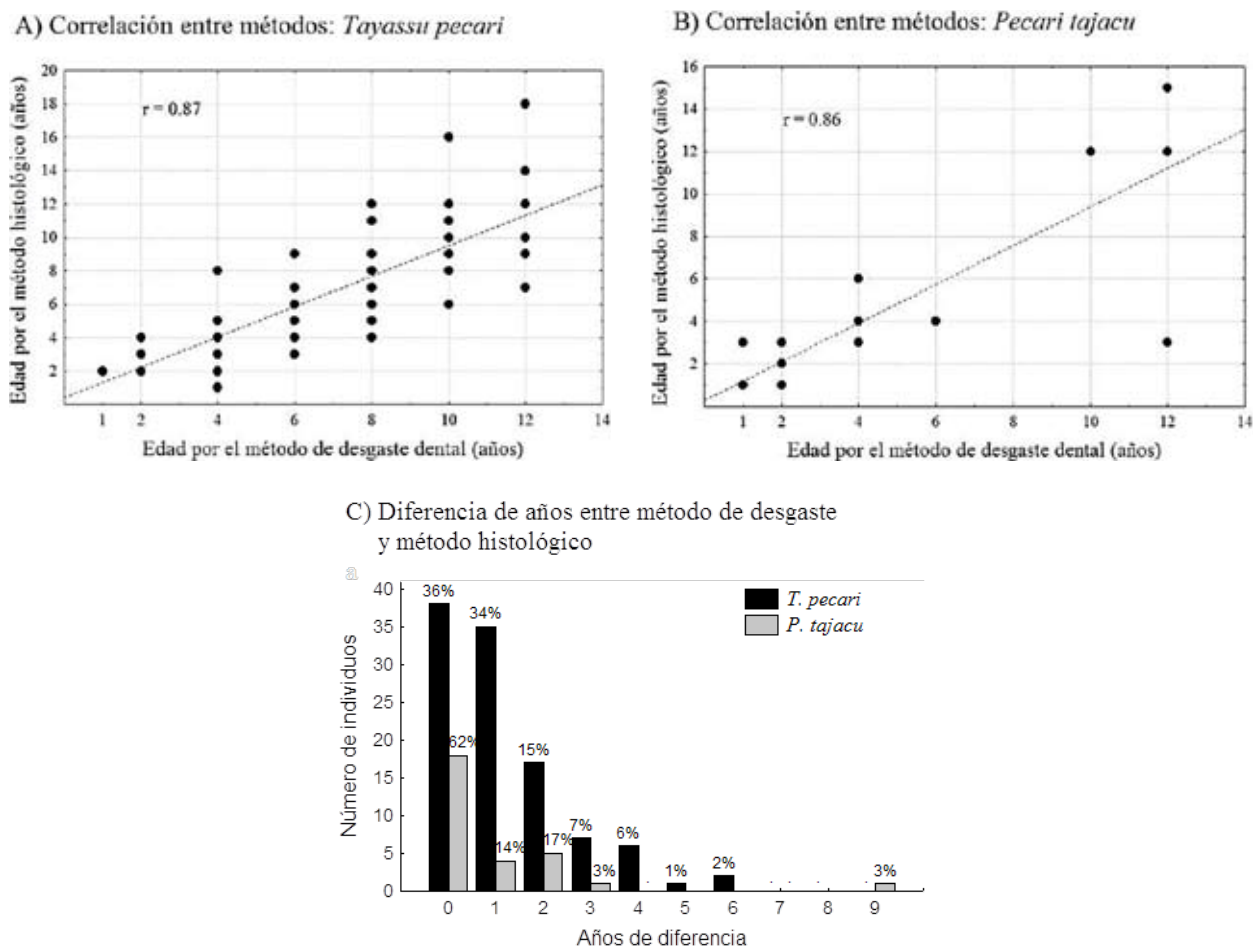 A) Correlación entre métodos: Tayassu pecari
Edad por el método histológico (años)
20
18
16
14
12
10
8
6
4
2
r = 0.87
1 2 4 6 8 10 12 14
Edad por el método de desgaste dental (años)
B) Correlación entre métodos: Pecari tajacu
Edad por el método histológico (años)
16
14
12
10
8
6
4
2
r = 0.86
1 2 4 6 8 10 12 14
Edad por el método de desgaste dental (años)
C) Diferencia de años entre método de desgaste
y método histológico
a
Número de individuos
40
35
30
25
20
15
10
5
0
T. pecari
P. tajacu
36%
34%
62%
15%
14%
17%
7%
3%
6%
1%
2%
3%
0 1 2 3 4 5 6 7 8 9
Años de diferencia